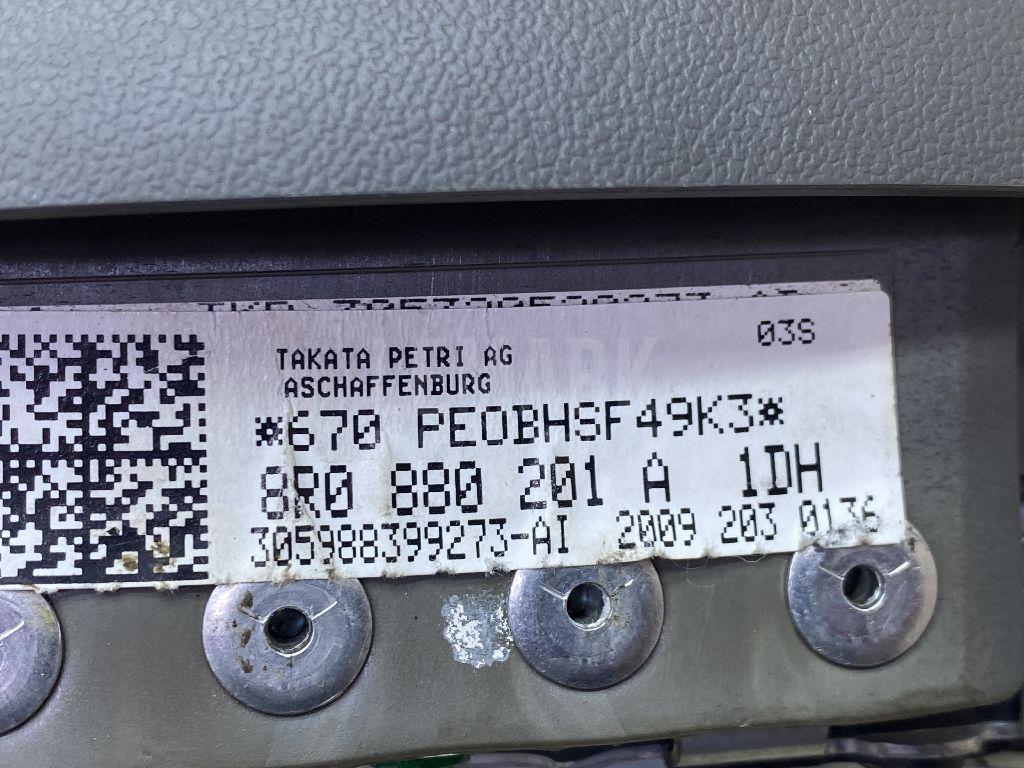 03S
TAKATA PETRI AG
ASCHAFFENBURG
*670 PEOBHSF49K3*
8R0 880 201 A 1DH
305988399273-AI 2009 203 0136